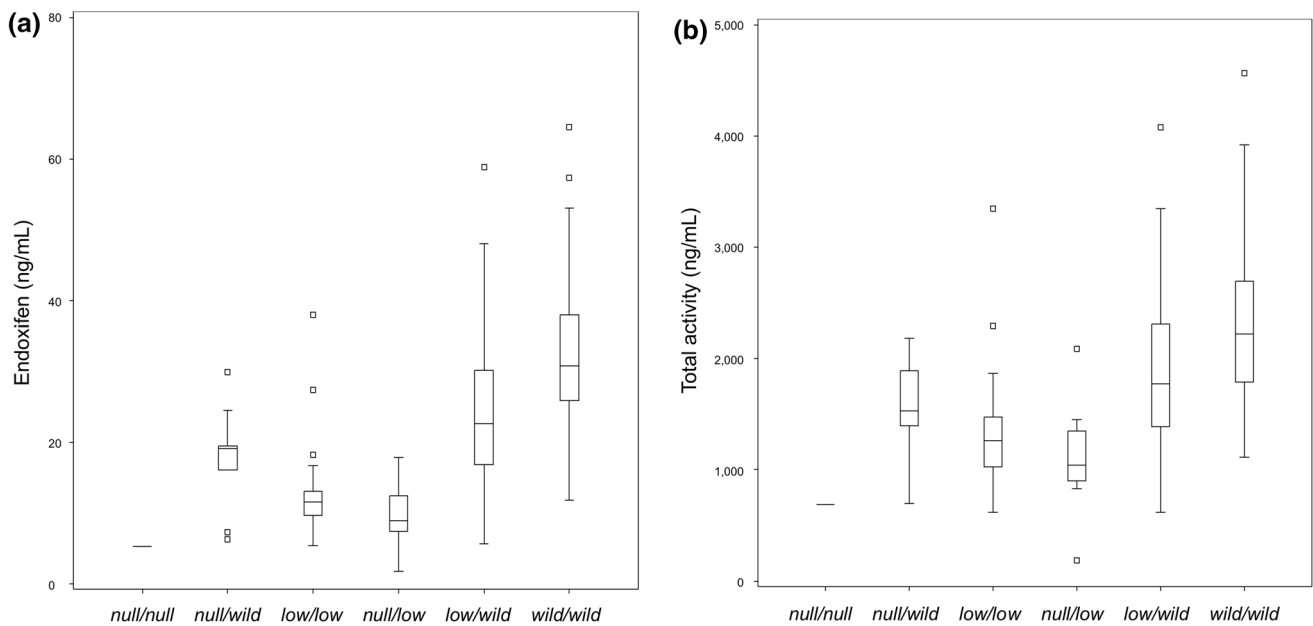 (a)
Endoxifen (ng/mL)
80
60
40
20
0
null/null null/wild low/low null/low low/wild wild/wild
(b)
Total activity (ng/mL)
5,000
4,000
3,000
2,000
1,000
0
null/null null/wild low/low null/low low/wild wild/wild